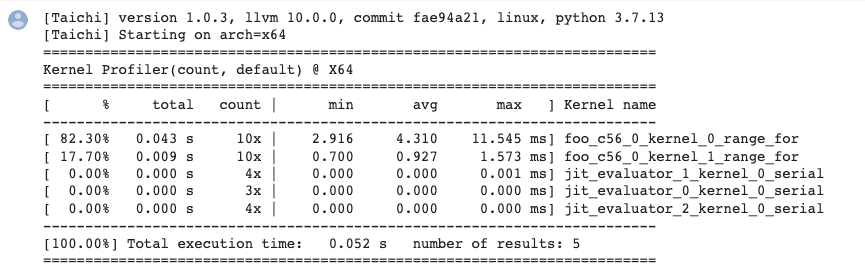 [Taichi] version 1.0.3, llvm 10.0.0, commit fae94a21, linux, python 3.7.13
[Taichi] Starting on arch=x64
=========================================================================
Kernel Profiler(count, default) @ X64
=========================================================================
[      %     total   count |      min       avg       max   ] Kernel name
-------------------------------------------------------------------------
[ 82.30%   0.043 s     10x |    2.916     4.310    11.545 ms] foo_c56_0_kernel_0_range_for
[ 17.70%   0.009 s     10x |    0.700     0.927     1.573 ms] foo_c56_0_kernel_1_range_for
[  0.00%   0.000 s      4x |    0.000     0.000     0.001 ms] jit_evaluator_1_kernel_0_serial
[  0.00%   0.000 s      3x |    0.000     0.000     0.000 ms] jit_evaluator_0_kernel_0_serial
[  0.00%   0.000 s      4x |    0.000     0.000     0.000 ms] jit_evaluator_2_kernel_0_serial
-------------------------------------------------------------------------
[100.00%] Total execution time:   0.052 s   number of results: 5
=========================================================================